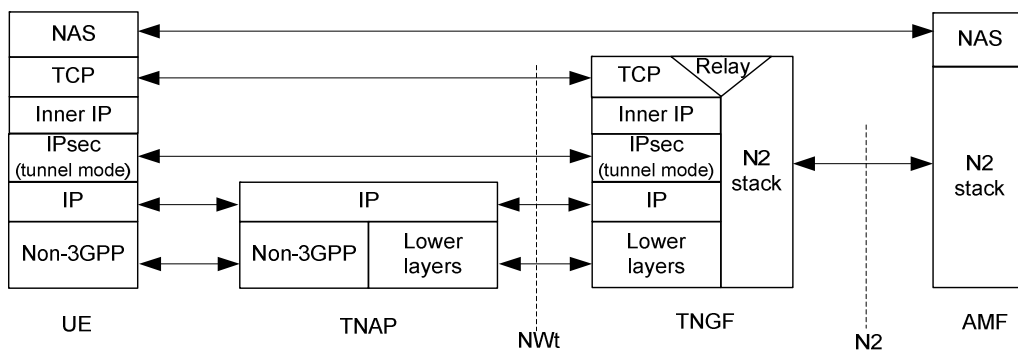 NAS
TCP
Inner IP
IPsec
(tunnel mode)
IP
Non-3GPP
UE
IP
Non-3GPP
Lower
layers
TNAP
NWt
TCP
Relay
Inner IP
IPsec
(tunnel mode)
IP
Lower
layers
N2
stack
TNGF
N2
NAS
N2
stack
AMF